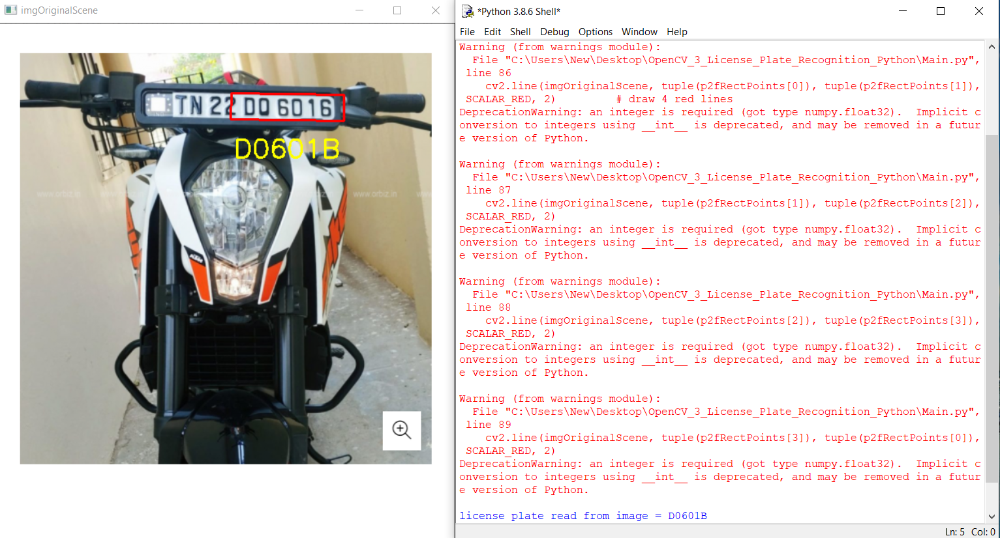 imgOriginalScene
TN 22 DQ 6016
D0601B
www.orbiz.in
www.orbiz.in
KTM
*Python 3.8.6 Shell*
File Edit Shell Debug Options Window Help
Warning (from warnings module):
File "C:\Users\New\Desktop\OpenCV_3_License_Plate_Recognition_Python\Main.py",
line 86
cv2.line(imgOriginalScene, tuple(p2fRectPoints[0]), tuple(p2fRectPoints[1]),
SCALAR_RED, 2) # draw 4 red lines
DeprecationWarning: an integer is required (got type numpy.float32). Implicit c
onversion to integers using __int__ is deprecated, and may be removed in a futur
e version of Python.
Warning (from warnings module):
File "C:\Users\New\Desktop\OpenCV_3_License_Plate_Recognition_Python\Main.py",
line 87
cv2.line(imgOriginalScene, tuple(p2fRectPoints[1]), tuple(p2fRectPoints[2]),
SCALAR_RED, 2)
DeprecationWarning: an integer is required (got type numpy.float32). Implicit c
onversion to integers using __int__ is deprecated, and may be removed in a futur
e version of Python.
Warning (from warnings module):
File "C:\Users\New\Desktop\OpenCV_3_License_Plate_Recognition_Python\Main.py",
line 88
cv2.line(imgOriginalScene, tuple(p2fRectPoints[2]), tuple(p2fRectPoints[3]),
SCALAR_RED, 2)
DeprecationWarning: an integer is required (got type numpy.float32). Implicit c
onversion to integers using __int__ is deprecated, and may be removed in a futur
e version of Python.
Warning (from warnings module):
File "C:\Users\New\Desktop\OpenCV_3_License_Plate_Recognition_Python\Main.py",
line 89
cv2.line(imgOriginalScene, tuple(p2fRectPoints[3]), tuple(p2fRectPoints[0]),
SCALAR_RED, 2)
DeprecationWarning: an integer is required (got type numpy.float32). Implicit c
onversion to integers using __int__ is deprecated, and may be removed in a futur
e version of Python.
license plate read from image = D0601B
Ln: 5 Col: 0